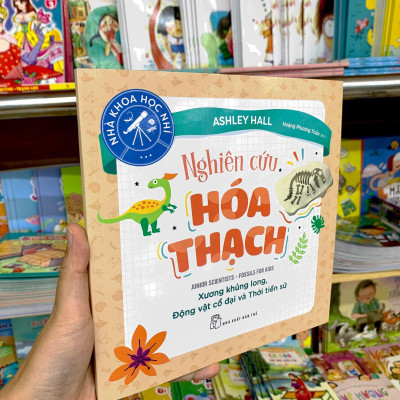 NHÀ KHOA HỌC NHÍ
ASHLEY HALL
Hoàng Phương Thảo
Nghiên cứu
HÓA
THẠCH
JUNIOR SCIENTISTS - FOSSILS FOR KIDS
Xương khủng long,
Động vật cổ đại và Thời tiền sử
NHÀ XUẤT BẢN TRẺ